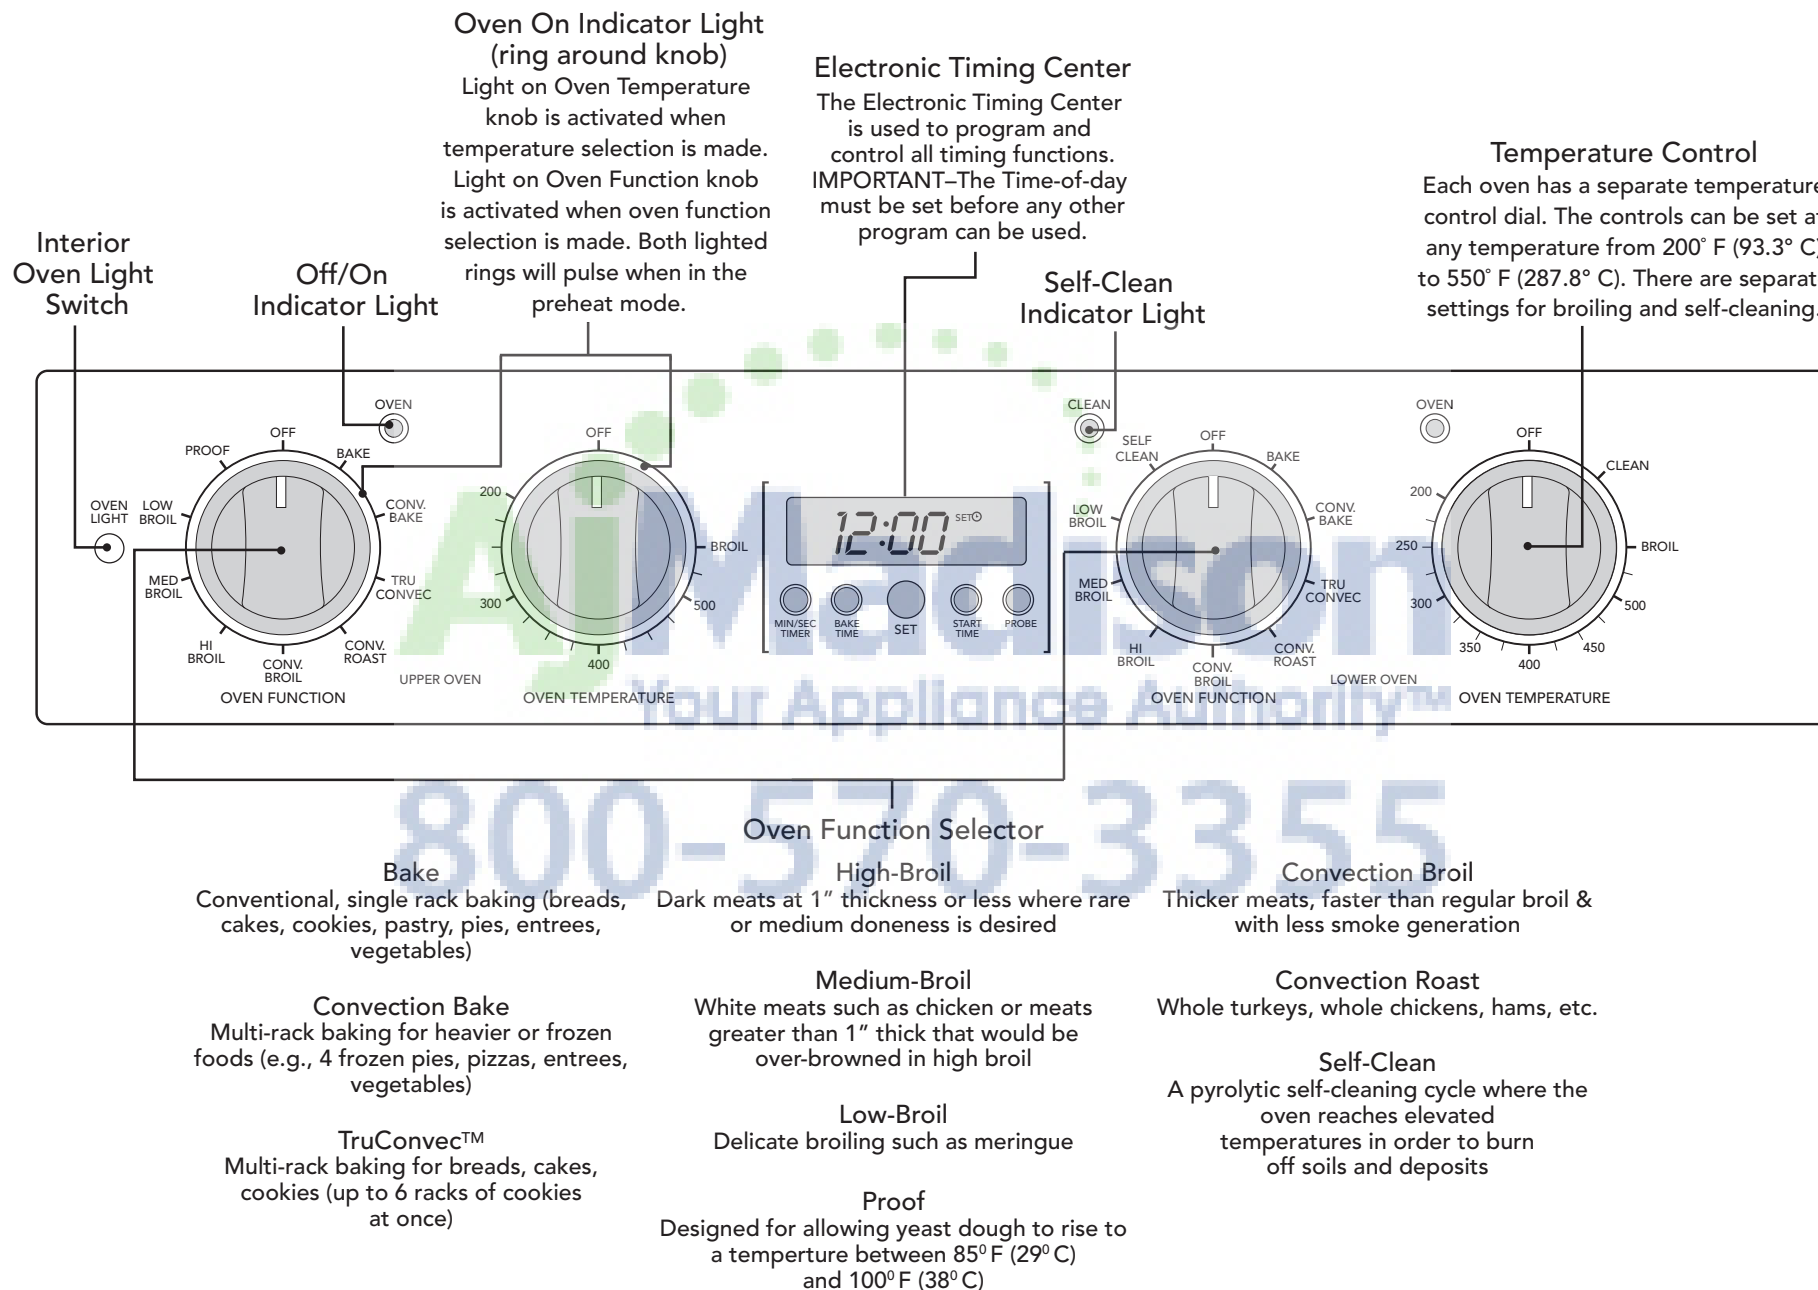 Oven On Indicator Light
(ring around knob)
Light on Oven Temperature
knob is activated when
temperature selection is made.
Light on Oven Function knob
is activated when oven function
selection is made. Both lighted
rings will pulse when in the
preheat mode.
Electronic Timing Center
The Electronic Timing Center
is used to program and
control all timing functions.
IMPORTANT–The Time-of-day
must be set before any other
program can be used.
Temperature Control
Each oven has a separate temperature
control dial. The controls can be set at
any temperature from 200° F (93.3° C)
to 550° F (287.8° C). There are separat
settings for broiling and self-cleaning.
Interior
Oven Light
Switch
Off/On
Indicator Light
Self-Clean
Indicator Light
OVEN
OFF
PROOF
BAKE
OVEN
LIGHT
LOW
BROIL
CONV.
BAKE
MED
BROIL
TRU
CONVEC
HI
BROIL
CONV.
BROIL
CONV.
ROAST
OVEN FUNCTION
UPPER OVEN
OFF
200
BROIL
300
500
400
OVEN TEMPERATURE
12:00
SET
MIN/SEC
TIMER
BAKE
TIME
SET
START
TIME
PROBE
CLEAN
SELF
CLEAN
OFF
BAKE
LOW
BROIL
CONV.
BAKE
MED
BROIL
TRU
CONVEC
HI
BROIL
CONV.
BROIL
CONV.
ROAST
OVEN FUNCTION
LOWER OVEN
OVEN
OFF
CLEAN
200
250
BROIL
300
500
350
450
400
OVEN TEMPERATURE
AjMadison
Your Appliance Authority™
800-570-3355
Oven Function Selector
Bake
Conventional, single rack baking (breads,
cakes, cookies, pastry, pies, entrees,
vegetables)
Convection Bake
Multi-rack baking for heavier or frozen
foods (e.g., 4 frozen pies, pizzas, entrees,
vegetables)
TruConvec™
Multi-rack baking for breads, cakes,
cookies (up to 6 racks of cookies
at once)
High-Broil
Dark meats at 1″ thickness or less where rare
or medium doneness is desired
Medium-Broil
White meats such as chicken or meats
greater than 1″ thick that would be
over-browned in high broil
Low-Broil
Delicate broiling such as meringue
Proof
Designed for allowing yeast dough to rise to
a temperture between 85⁰ F (29⁰ C)
and 100⁰ F (38⁰ C)
Convection Broil
Thicker meats, faster than regular broil &
with less smoke generation
Convection Roast
Whole turkeys, whole chickens, hams, etc.
Self-Clean
A pyrolytic self-cleaning cycle where the
oven reaches elevated
temperatures in order to burn
off soils and deposits